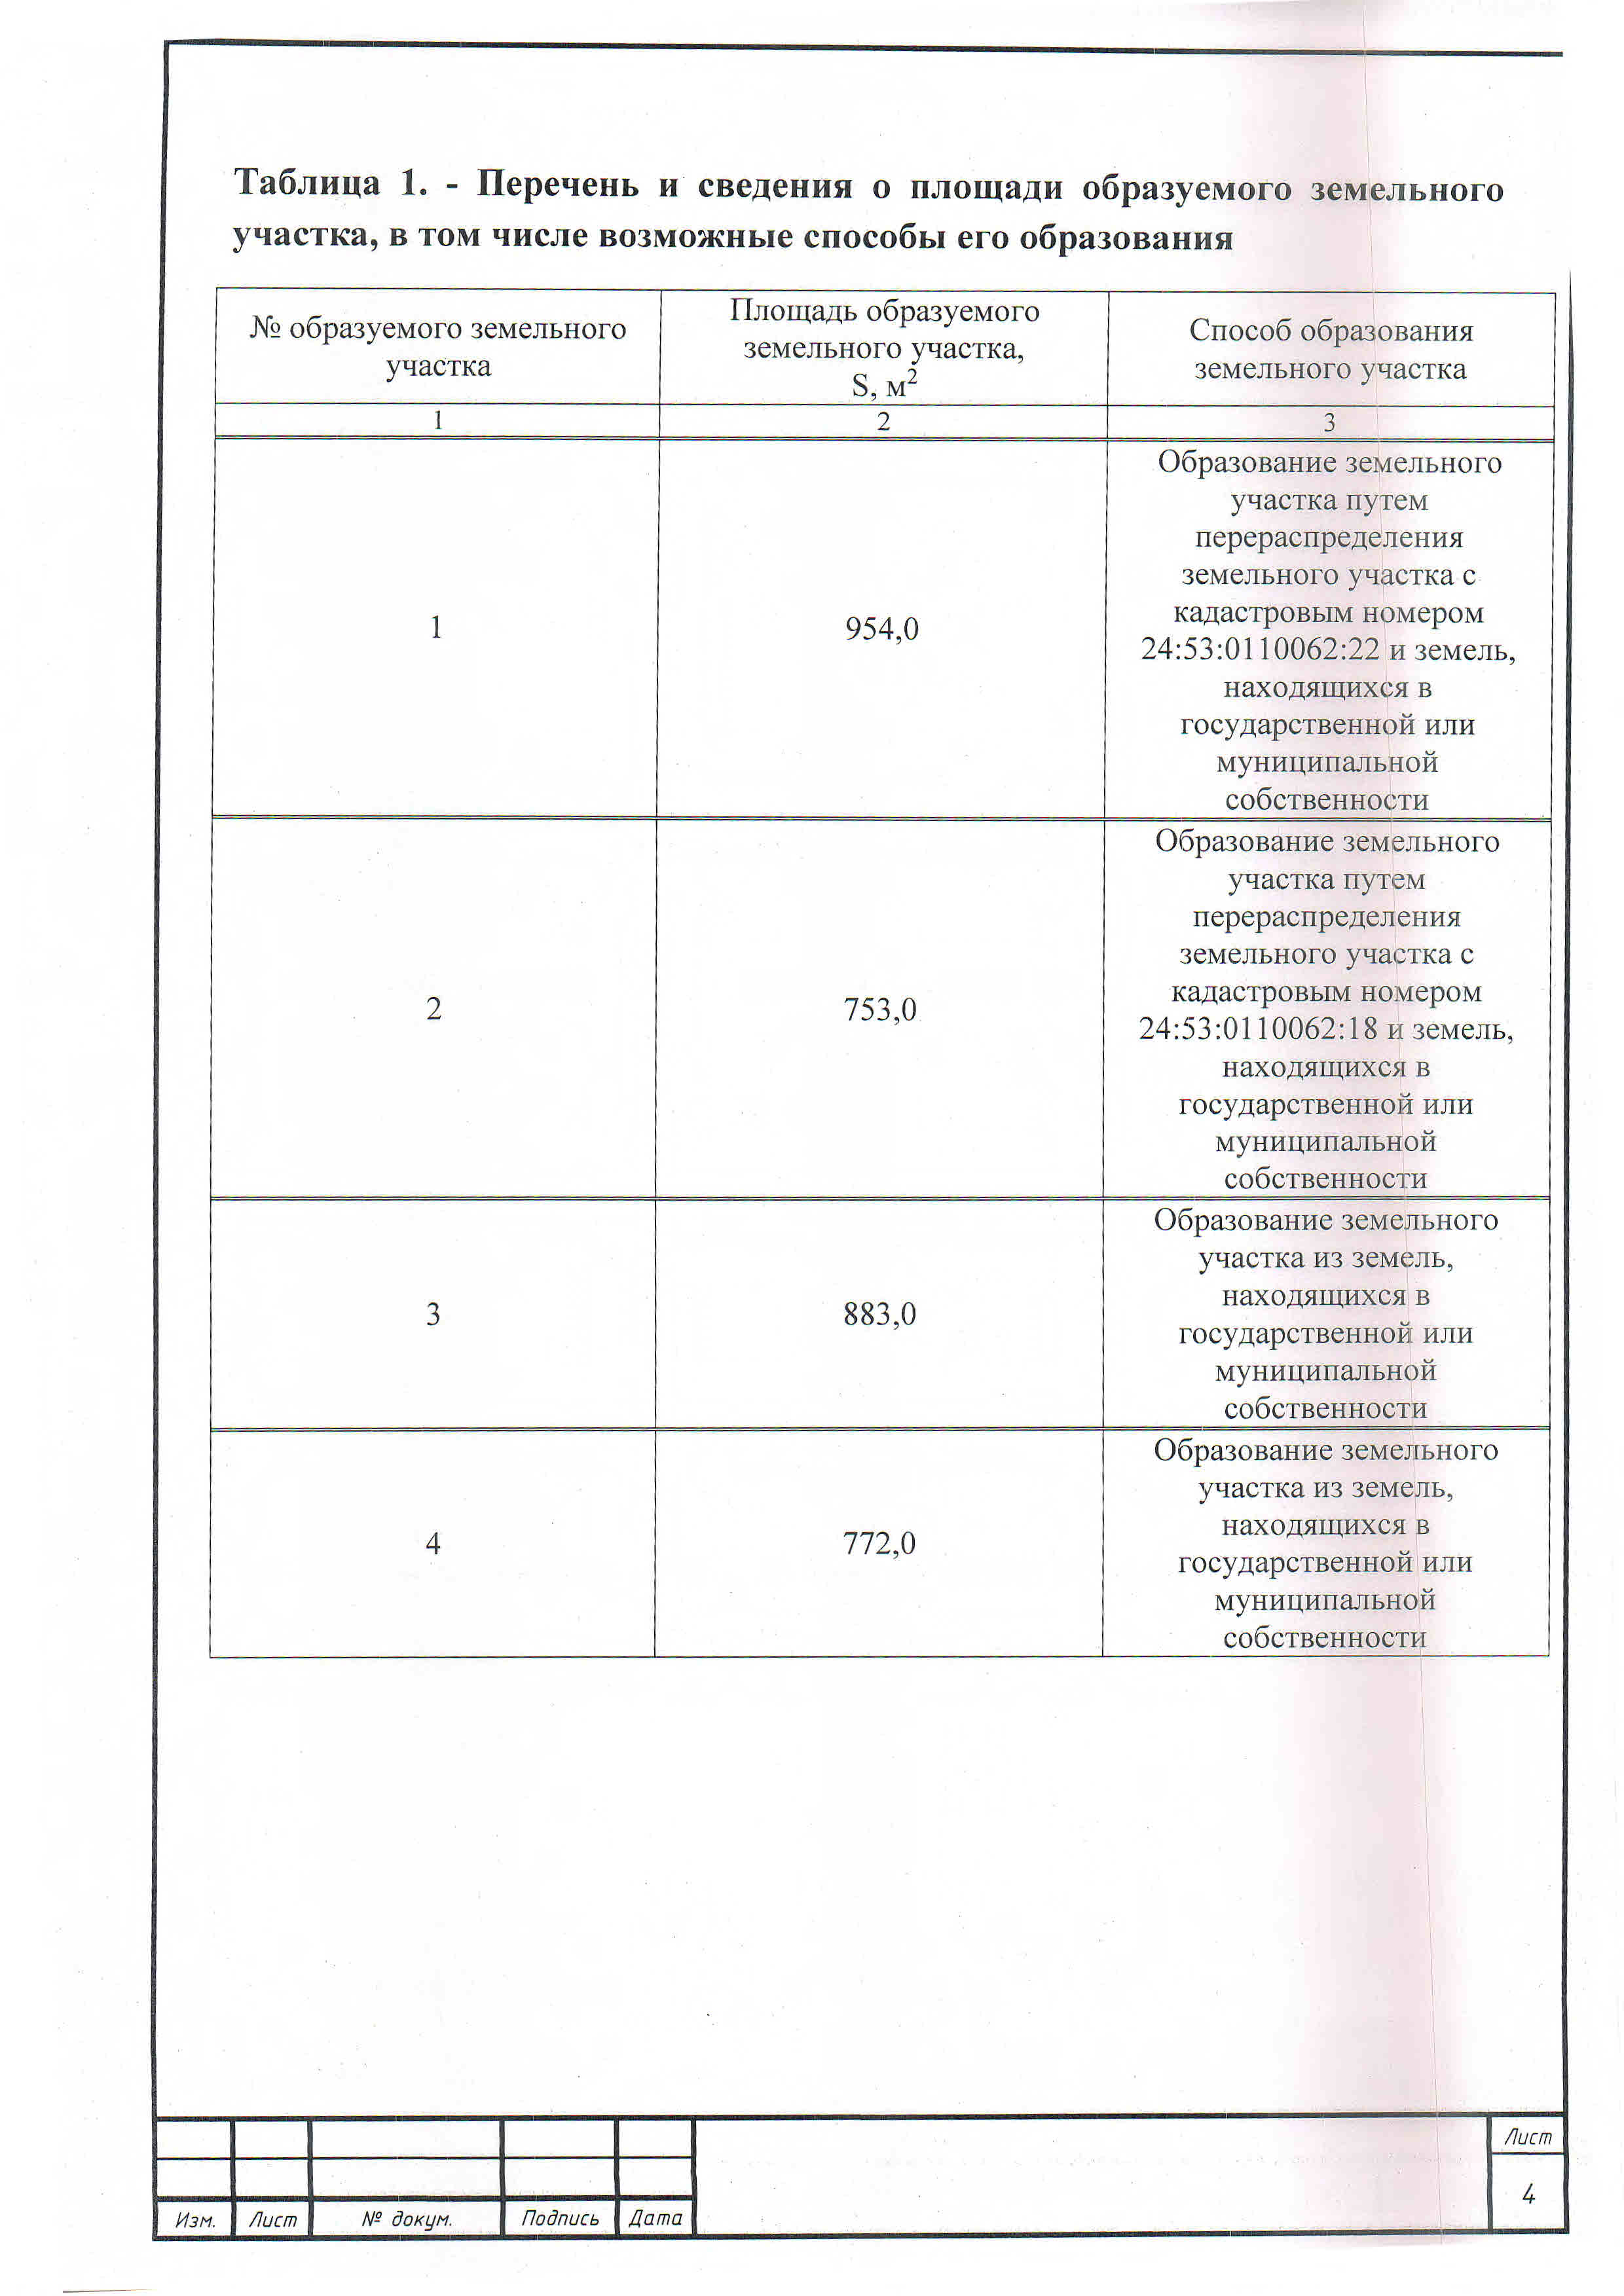 Таблица 1. - Перечень и сведения о площади образуемого земельного
участка, в том числе возможные способы его образования
№ образуемого земельного
участка
Площадь образуемого
земельного участка,
S, м²
Способ образования
земельного участка
1
2
3
1
954,0
Образование земельного
участка путем
перераспределения
земельного участка с
кадастровым номером
24:53:0110062:22 и земель,
находящихся в
государственной или
муниципальной
собственности
2
753,0
Образование земельного
участка путем
перераспределения
земельного участка с
кадастровым номером
24:53:0110062:18 и земель,
находящихся в
государственной или
муниципальной
собственности
3
883,0
Образование земельного
участка из земель,
находящихся в
государственной или
муниципальной
собственности
4
772,0
Образование земельного
участка из земель,
находящихся в
государственной или
муниципальной
собственности
Изм.
Лист
№ докум.
Подпись
Дата
Лист
4